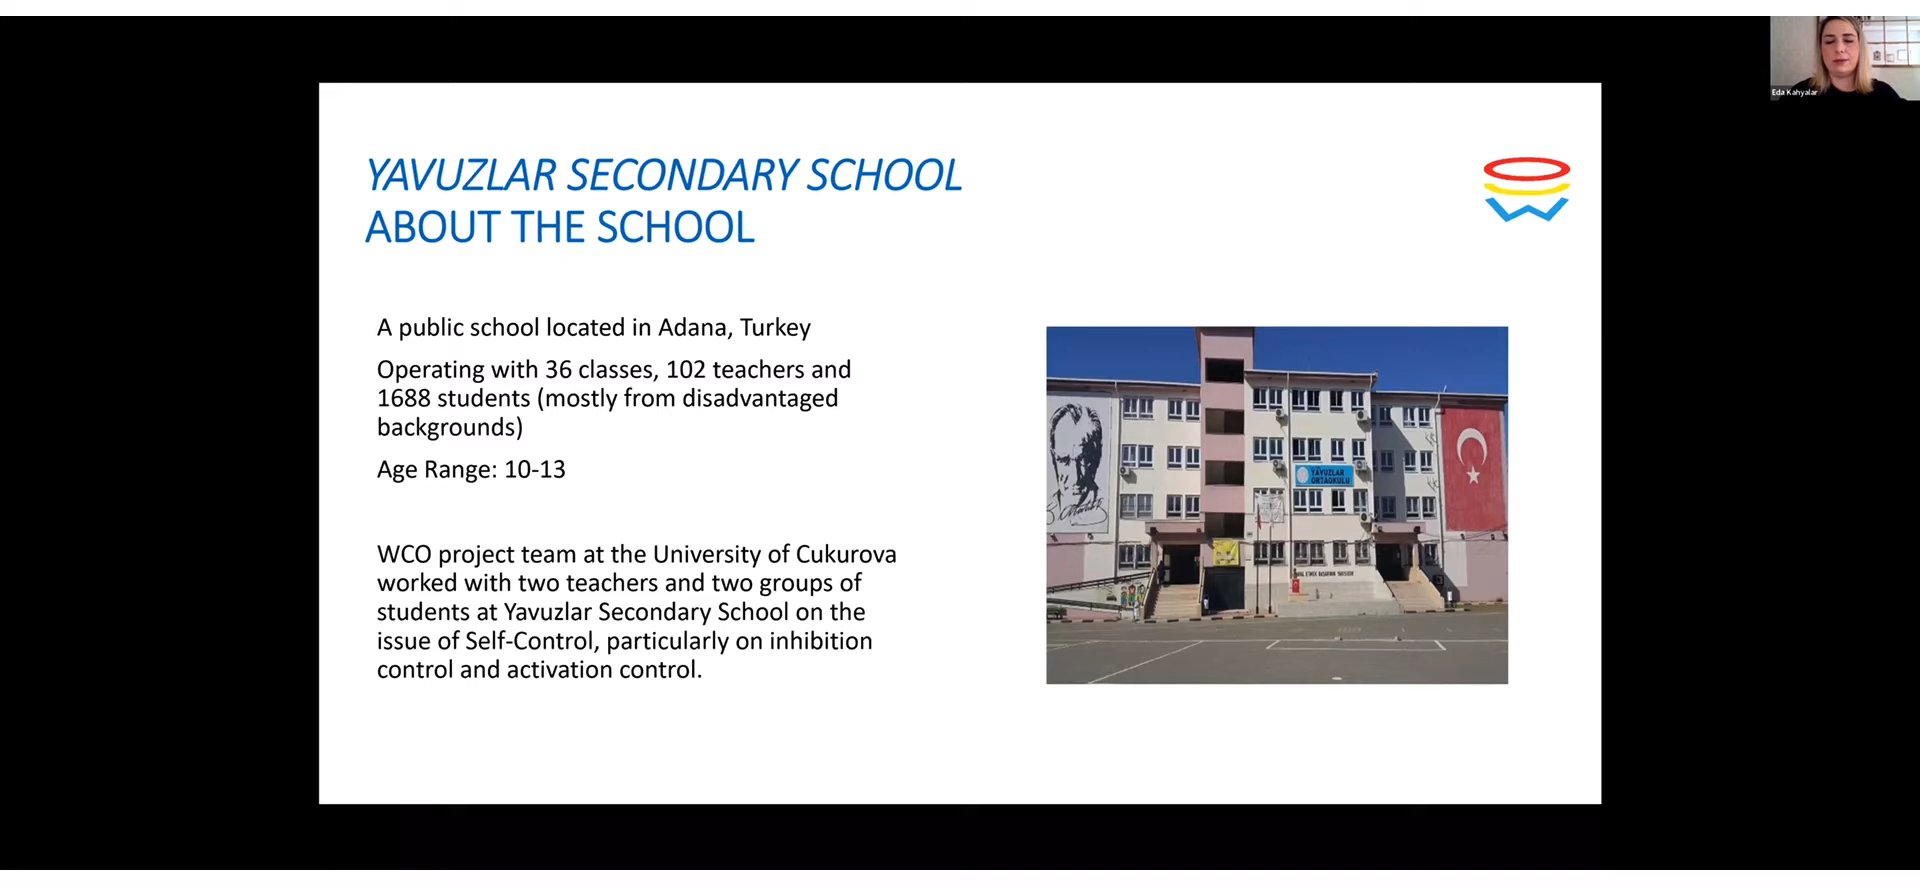 Eda Kahyalar
YAVUZLAR SECONDARY SCHOOL
ABOUT THE SCHOOL
A public school located in Adana, Turkey
Operating with 36 classes, 102 teachers and
1688 students (mostly from disadvantaged
backgrounds)
Age Range: 10-13
WCO project team at the University of Cukurova
worked with two teachers and two groups of
students at Yavuzlar Secondary School on the
issue of Self-Control, particularly on inhibition
control and activation control.
YAVUZLAR
ORTAOKULU